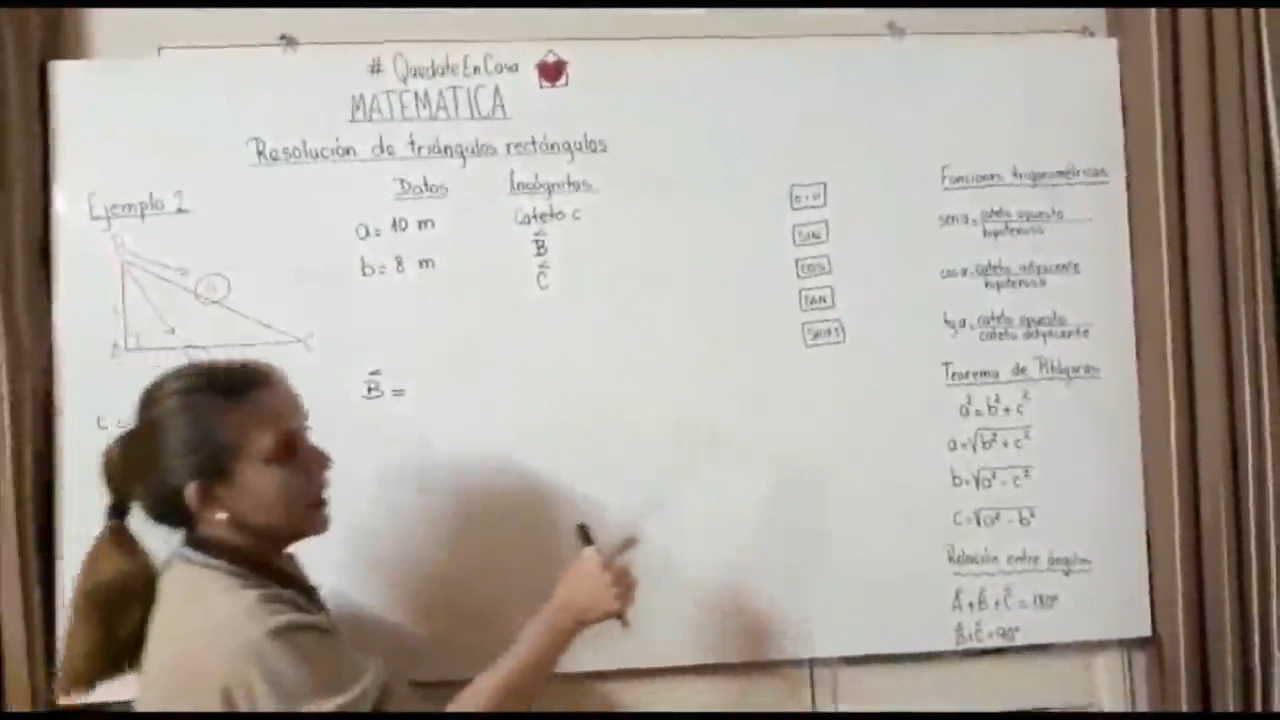 # QuedateEnCasa
MATEMATICA
Resolución de triángulos rectángulos
Ejemplo 2
Datos
a= 10 m
b= 8 m
Incógnitas
Cateto c
B̂
Ĉ
B̂ =
SIN
COS
TAN
SHIFT
Funciones trigonométricas
sen α = cateto opuesto
hipotenusa
cos α = cateto adyacente
hipotenusa
tg α = cateto opuesto
cateto adyacente
Teorema de Pitágoras
a² = b² + c²
a = √b² + c²
b = √a² - c²
c = √a² - b²
Relación entre ángulos
Â + B̂ + Ĉ = 180°
B̂ + Ĉ = 90°